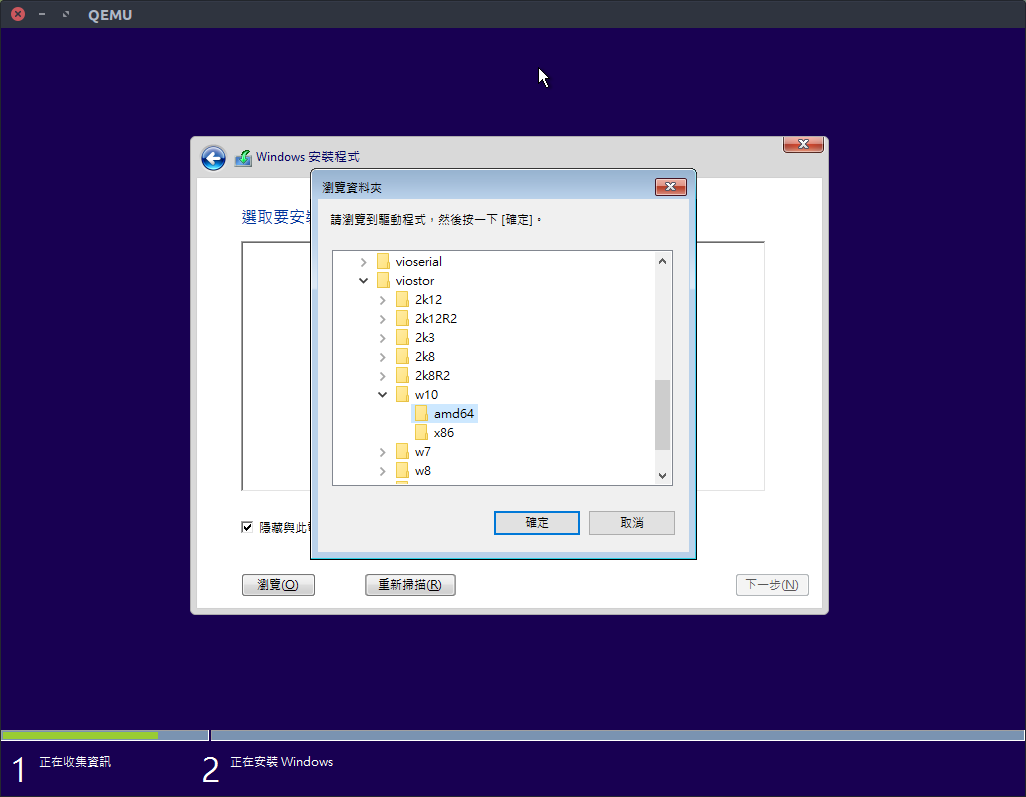 QEMU
Windows 安裝程式
瀏覽資料夾
選取要安裝
請瀏覽到驅動程式，然後按一下 [確定]。
vioserial
viostor
2k12
2k12R2
2k3
2k8
2k8R2
w10
amd64
x86
w7
w8
確定 取消
隱藏與此電
瀏覽(O) 重新掃描(R) 下一步(N)
1 正在收集資訊 2 正在安裝 Windows